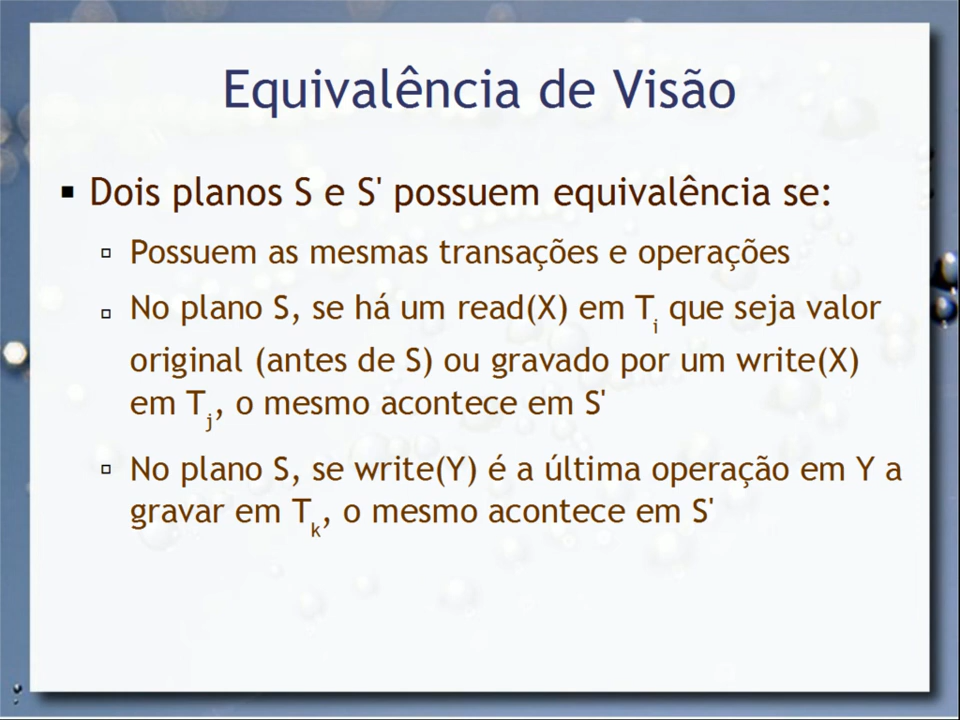 Equivalência de Visão
Dois planos S e S' possuem equivalência se:
Possuem as mesmas transações e operações
No plano S, se há um read(X) em Ti que seja valor
original (antes de S) ou gravado por um write(X)
em Tj, o mesmo acontece em S'
No plano S, se write(Y) é a última operação em Y a
gravar em Tk, o mesmo acontece em S'